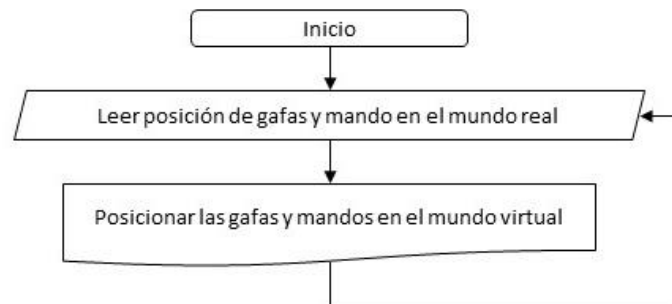 Inicio
Leer posición de gafas y mando en el mundo real
Posicionar las gafas y mandos en el mundo virtual